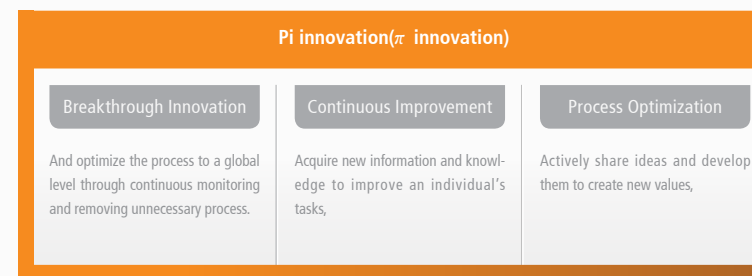 Pi innovation(π innovation)
Breakthrough Innovation
And optimize the process to a global
level through continuous monitoring
and removing unnecessary process.
Continuous Improvement
Acquire new information and knowl-
edge to improve an individual's
tasks,
Process Optimization
Actively share ideas and develop
them to create new values,